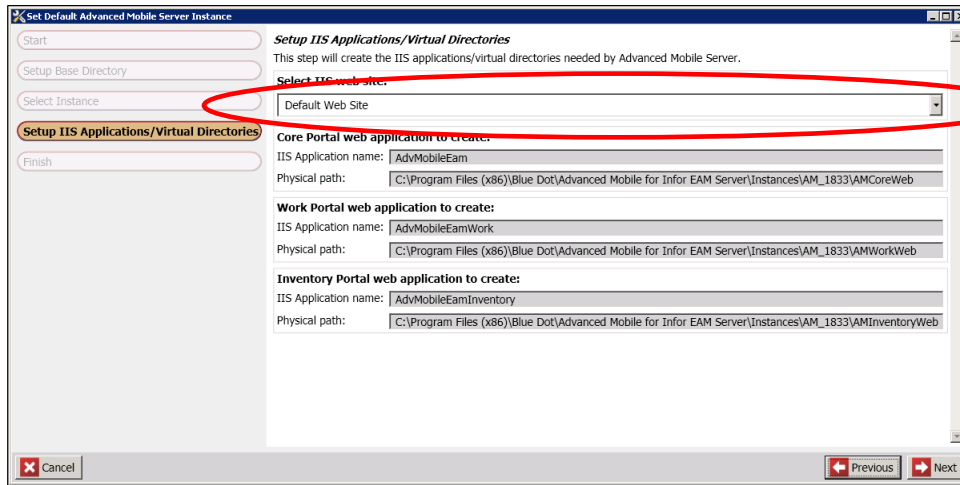 Set Default Advanced Mobile Server Instance
Start
Setup Base Directory
Select Instance
Setup IIS Applications/Virtual Directories
Finish
Setup IIS Applications/Virtual Directories
This step will create the IIS applications/virtual directories needed by Advanced Mobile Server.
Select IIS web site:
Default Web Site
Core Portal web application to create:
IIS Application name: AdvMobileEam
Physical path: C:\Program Files (x86)\Blue Dot\Advanced Mobile for Infor EAM Server\Instances\AM_1833\AMCoreWeb
Work Portal web application to create:
IIS Application name: AdvMobileEamWork
Physical path: C:\Program Files (x86)\Blue Dot\Advanced Mobile for Infor EAM Server\Instances\AM_1833\AMWorkWeb
Inventory Portal web application to create:
IIS Application name: AdvMobileEamInventory
Physical path: C:\Program Files (x86)\Blue Dot\Advanced Mobile for Infor EAM Server\Instances\AM_1833\AMInventoryWeb
Cancel
Previous
Next